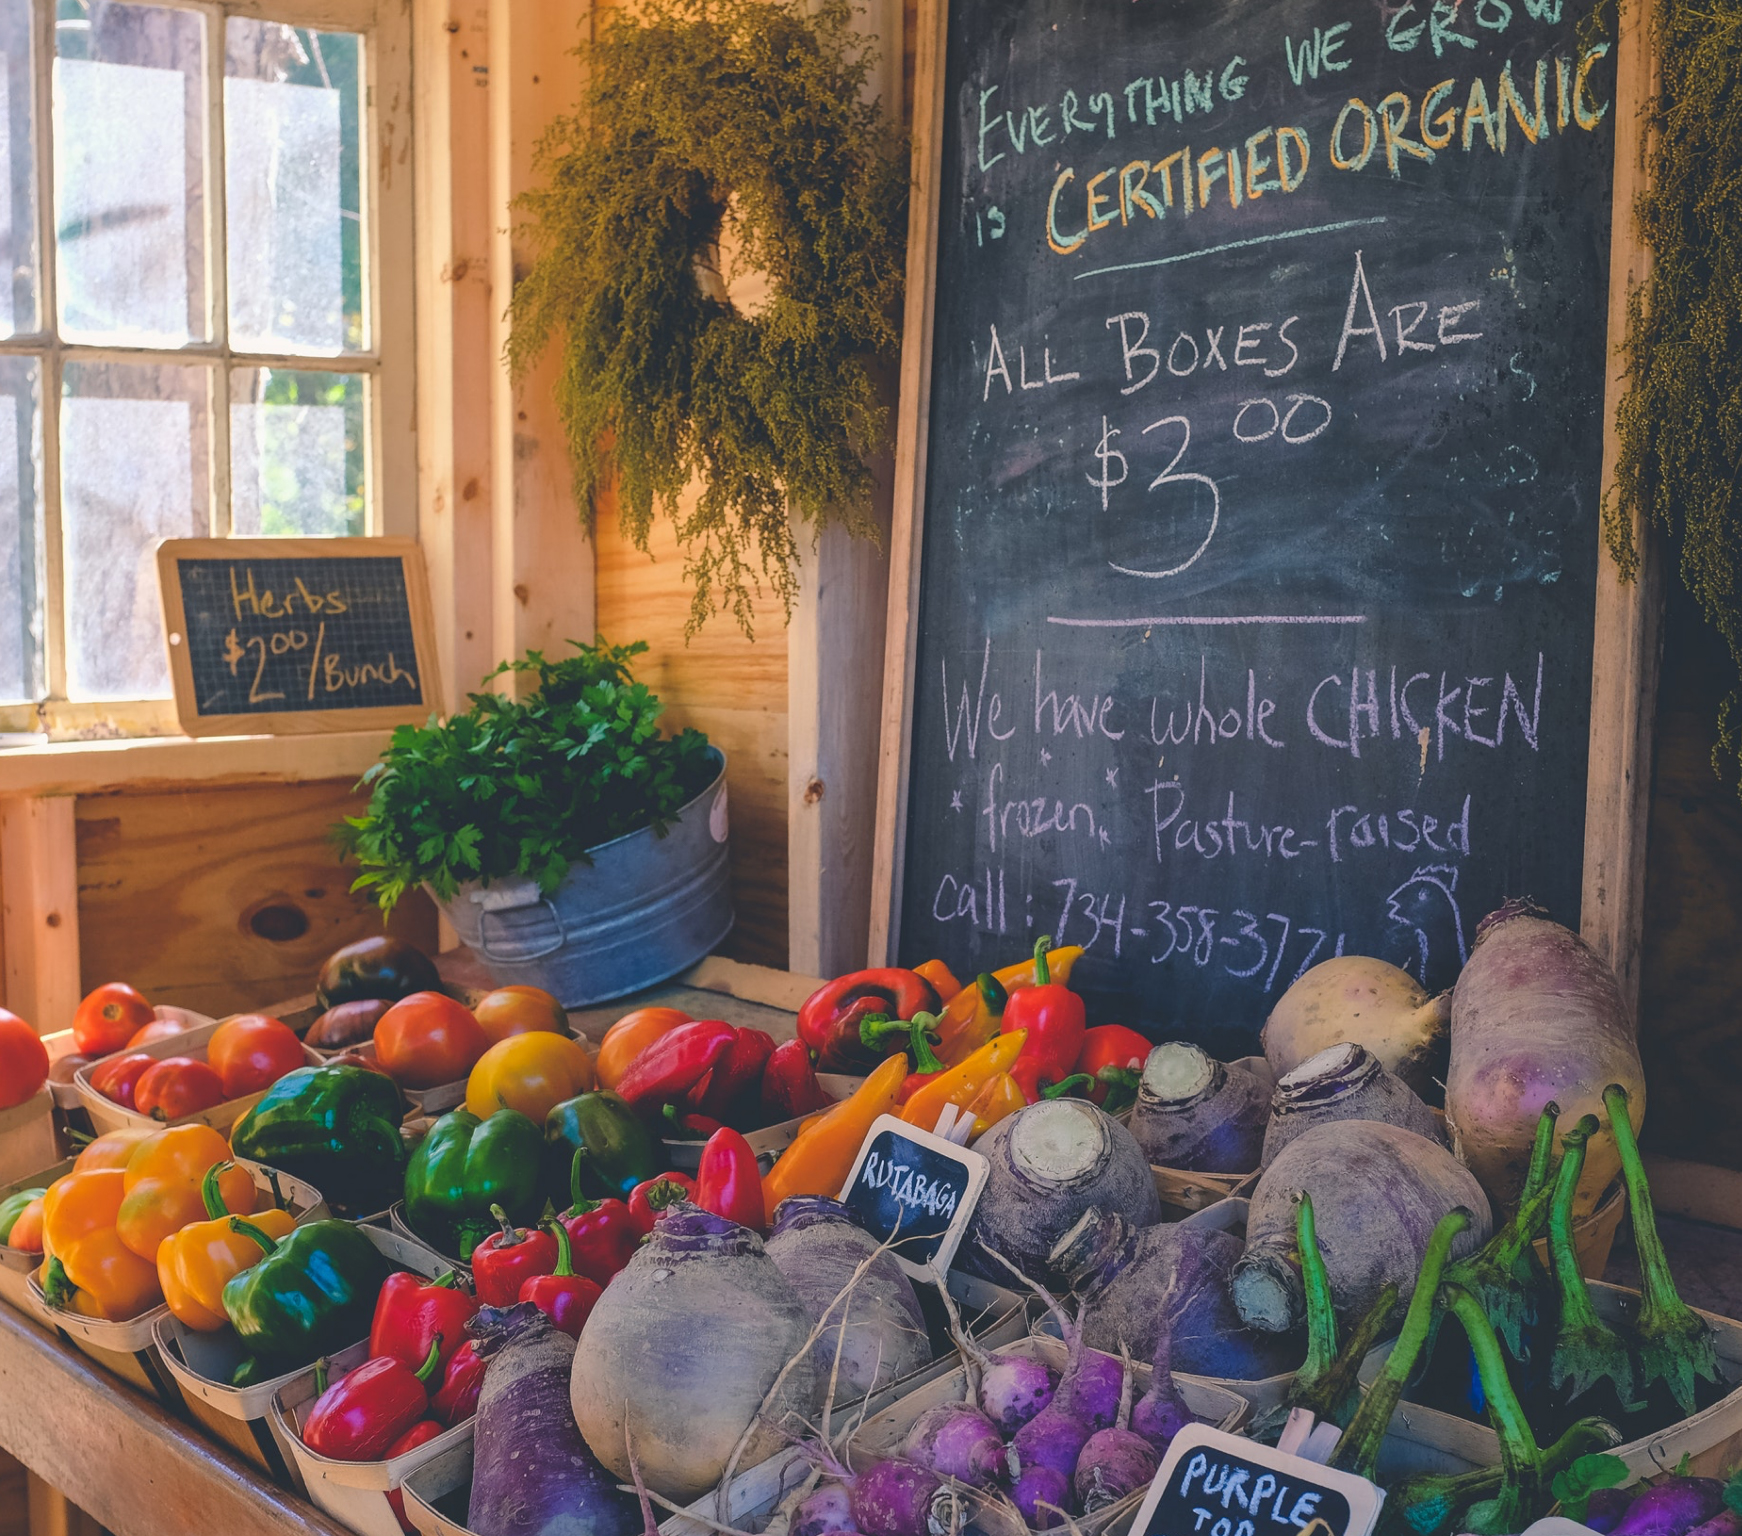 EVERYTHING WE GROW
IS CERTIFIED ORGANIC
ALL BOXES ARE
$3.00
We have whole CHICKEN
*frozen* Pasture-raised
call: 734-358-3771
Herbs
$2.00/Bunch
RUTABAGA
PURPLE
TOP